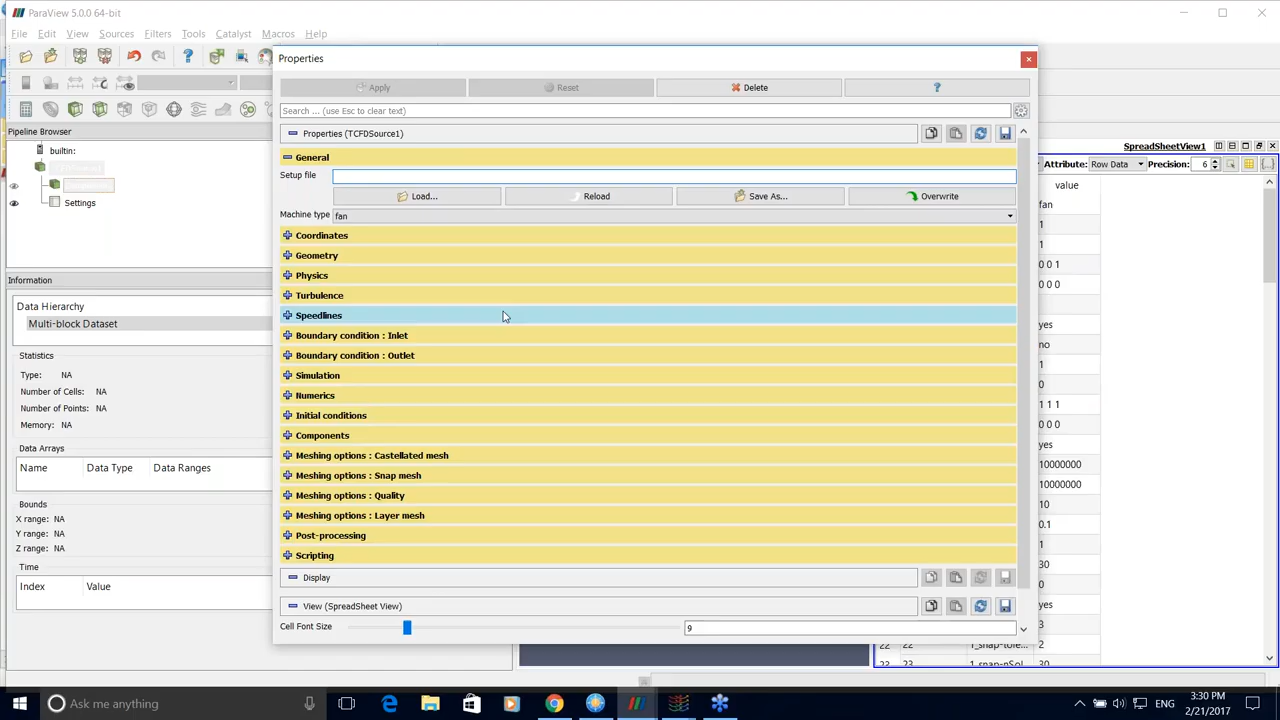 ParaView 5.0.0 64-bit
File Edit View Sources Filters Tools Catalyst Macros Help
Pipeline Browser
builtin:
Settings
Information
Data Hierarchy
Multi-block Dataset
Statistics
Type: NA
Number of Cells: NA
Number of Points: NA
Memory: NA
Data Arrays
Name Data Type Data Ranges
Bounds
X range: NA
Y range: NA
Z range: NA
Time
Index Value
Properties
Apply Reset Delete ?
Search ... (use Esc to clear text)
Properties (TCFDSource1)
General
Setup file
Load... Reload Save As... Overwrite
Machine type fan
Coordinates
Geometry
Physics
Turbulence
Speedlines
Boundary condition : Inlet
Boundary condition : Outlet
Simulation
Numerics
Initial conditions
Components
Meshing options : Castellated mesh
Meshing options : Snap mesh
Meshing options : Quality
Meshing options : Layer mesh
Post-processing
Scripting
Display
View (SpreadSheet View)
Cell Font Size 9
SpreadSheetView1
Attribute: Row Data Precision: 6
value
fan
1
1
0 0 1
0 0 0
yes
no
1
0
1 1 1
0 0 0
yes
10000000
10000000
10
0.1
1
30
0
yes
3
22 1_snap-tole... 2
22 23 1_snap-nSol... 30
Ask me anything
ENG
3:30 PM
2/21/2017